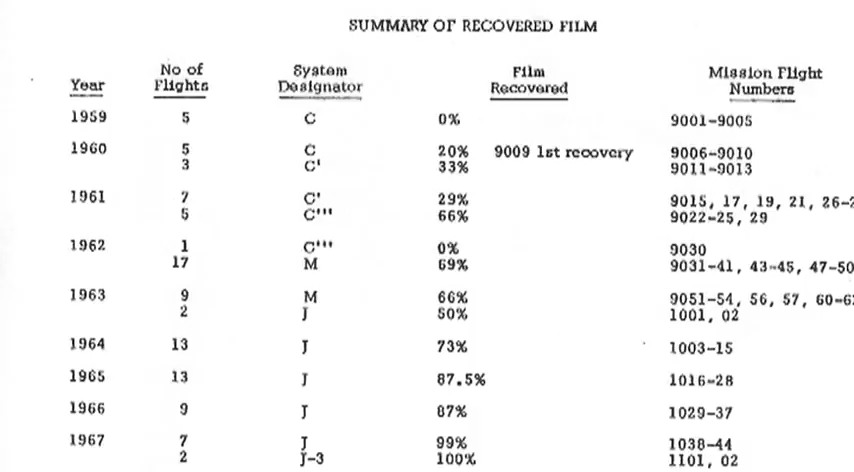 SUMMARY OF RECOVERED FILM
No of System Film Mission Flight
Year Flights Designator Recovered Numbers
1959 5 C 0% 9001-9005
1960 5 C 20% 9009 1st recovery 9006-9010
3 C' 33% 9011-9013
1961 7 C' 29% 9015, 17, 19, 21, 26-2
5 C''' 66% 9022-25, 29
1962 1 C''' 0% 9030
17 M 69% 9031-41, 43-45, 47-50
1963 9 M 66% 9051-54, 56, 57, 60-6
2 J 50% 1001, 02
1964 13 J 73% 1003-15
1965 13 J 87.5% 1016-28
1966 9 J 87% 1029-37
1967 7 J 99% 1038-44
2 J-3 100% 1101, 02